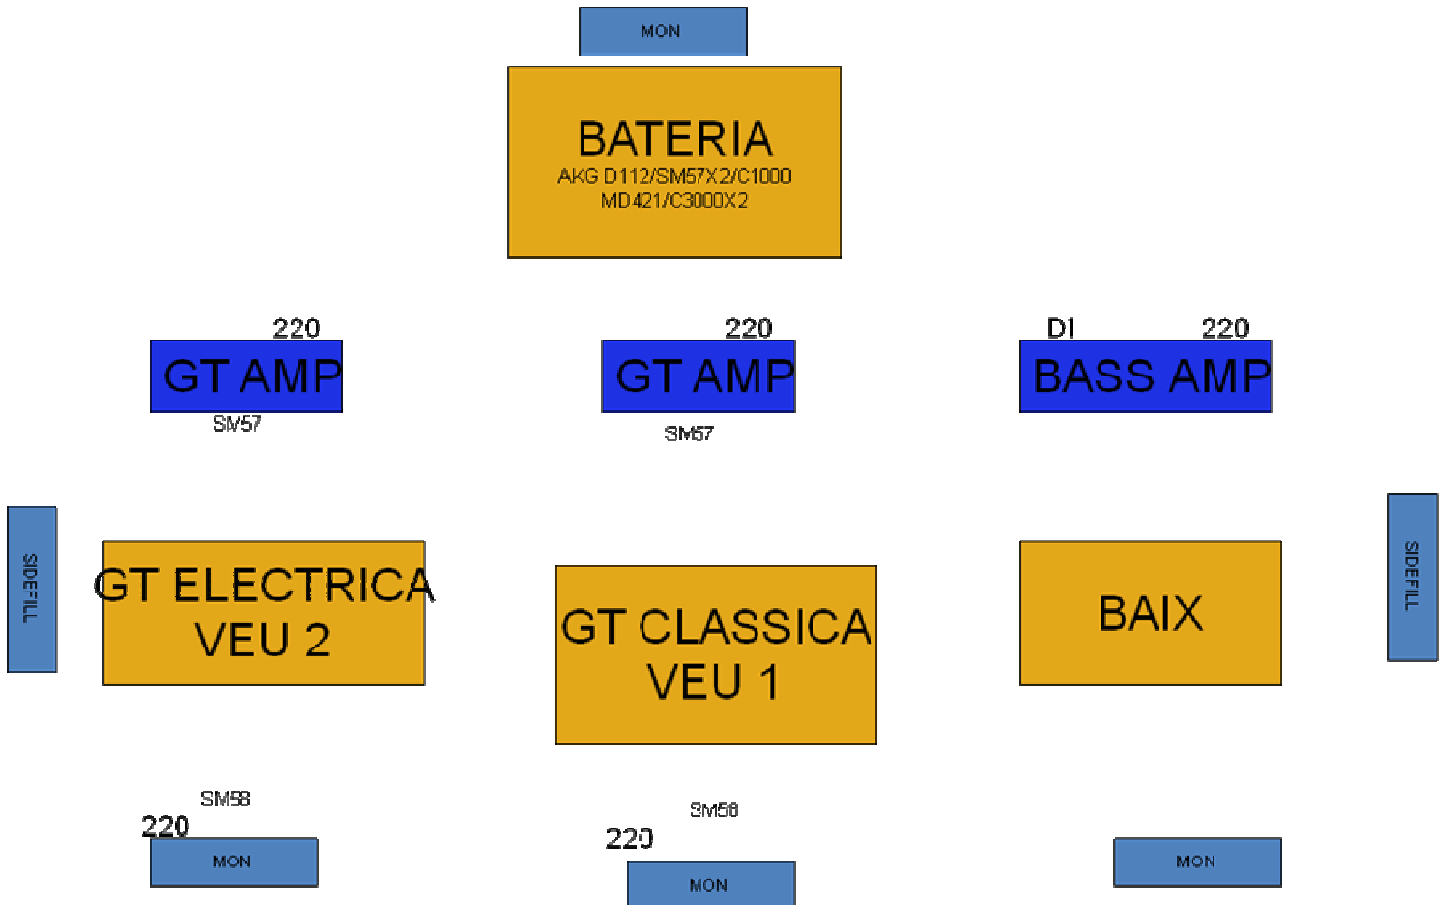 MON
BATERIA
AKG D112/SM57X2/C1000
MD421/C3000X2
220
220
DI 220
GT AMP
GT AMP
BASS AMP
SM57
SM57
SIDEFILL
GT ELECTRICA
VEU 2
GT CLASSICA
VEU 1
BAIX
SIDEFILL
SM58
SM58
220
220
MON
MON
MON